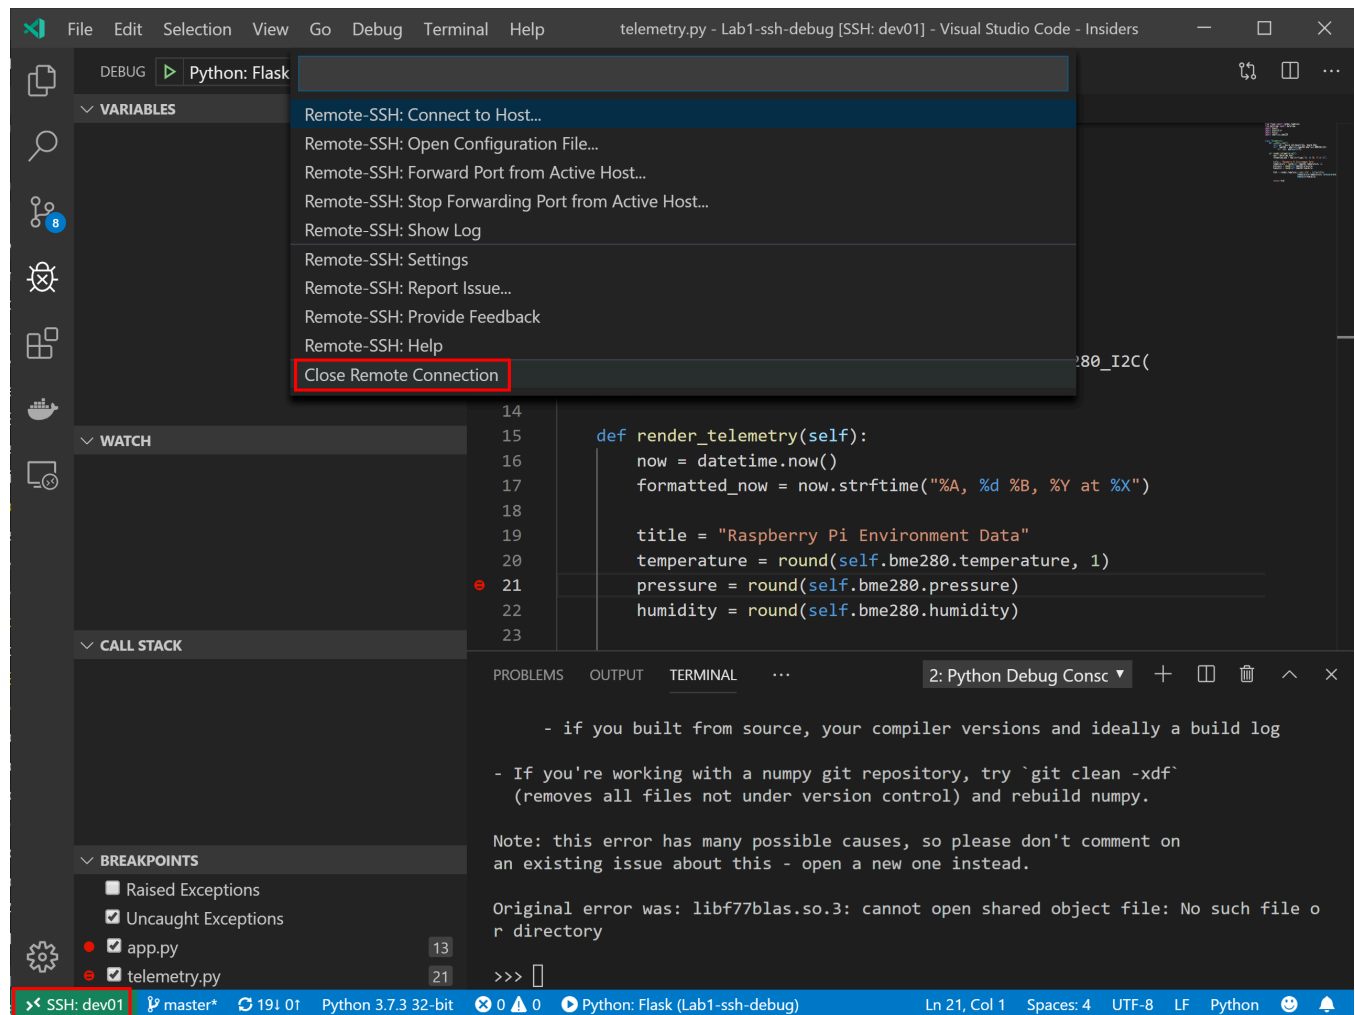 File Edit Selection View Go Debug Terminal Help telemetry.py - Lab1-ssh-debug [SSH: dev01] - Visual Studio Code - Insiders
DEBUG Python: Flask
VARIABLES
Remote-SSH: Connect to Host...
Remote-SSH: Open Configuration File...
Remote-SSH: Forward Port from Active Host...
Remote-SSH: Stop Forwarding Port from Active Host...
Remote-SSH: Show Log
Remote-SSH: Settings
Remote-SSH: Report Issue...
Remote-SSH: Provide Feedback
Remote-SSH: Help
Close Remote Connection
8
280_I2C(
14
15 def render_telemetry(self):
16 now = datetime.now()
17 formatted_now = now.strftime("%A, %d %B, %Y at %X")
18
19 title = "Raspberry Pi Environment Data"
20 temperature = round(self.bme280.temperature, 1)
21 pressure = round(self.bme280.pressure)
22 humidity = round(self.bme280.humidity)
23
WATCH
CALL STACK
BREAKPOINTS
Raised Exceptions
Uncaught Exceptions
app.py 13
telemetry.py 21
PROBLEMS OUTPUT TERMINAL ... 2: Python Debug Consc
- if you built from source, your compiler versions and ideally a build log
- If you're working with a numpy git repository, try `git clean -xdf`
(removes all files not under version control) and rebuild numpy.
Note: this error has many possible causes, so please don't comment on
an existing issue about this - open a new one instead.
Original error was: libf77blas.so.3: cannot open shared object file: No such file o
r directory
>>>
SSH: dev01 master* 19↓ 0↑ Python 3.7.3 32-bit 0 0 Python: Flask (Lab1-ssh-debug) Ln 21, Col 1 Spaces: 4 UTF-8 LF Python